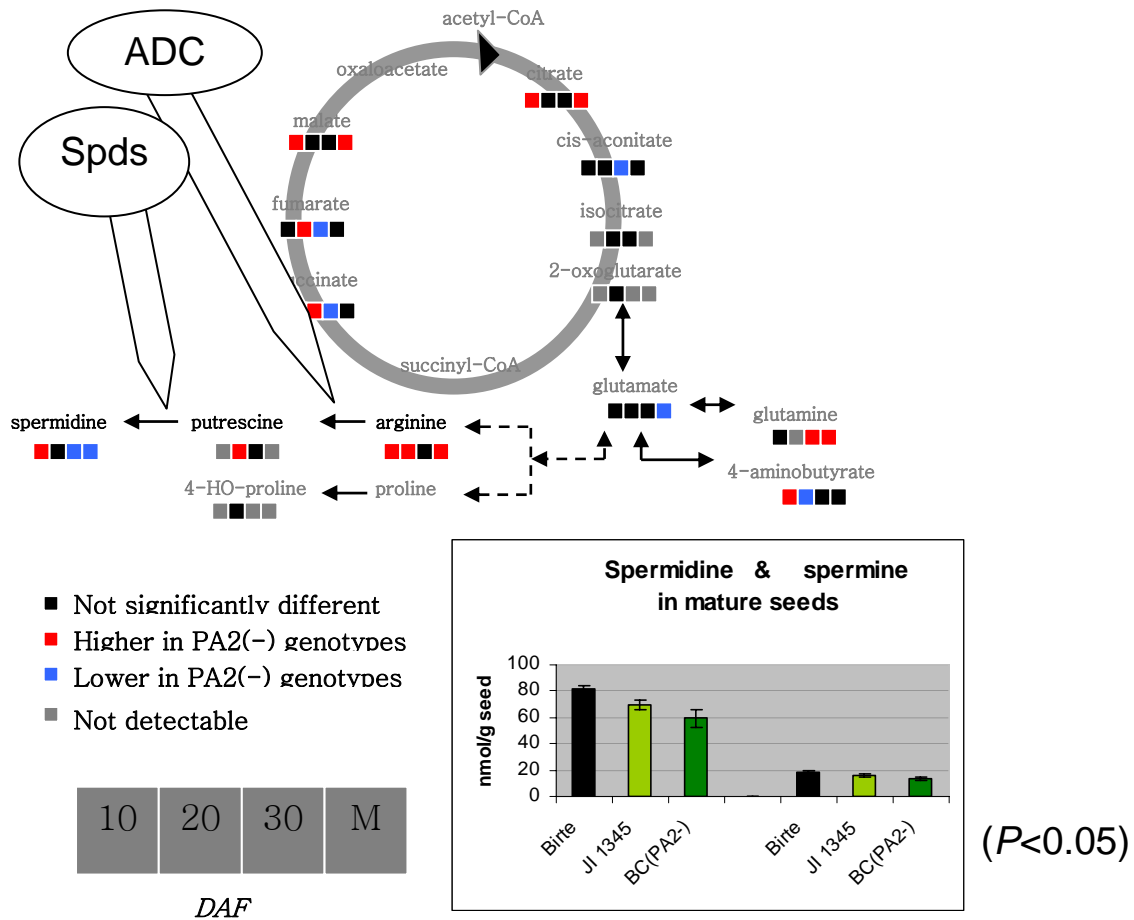 acetyl-CoA
ADC
oxaloacetate
citrate
Spds
malate
cis-aconitate
fumarate
isocitrate
ccinate
2-oxoglutarate
succinyl-CoA
glutamate
spermidine
putrescine
arginine
glutamine
4-HO-proline
proline
4-aminobutyrate
Spermidine & spermine
in mature seeds
Not significantly different
Higher in PA2(-) genotypes
Lower in PA2(-) genotypes
Not detectable
nmol/g seed
100
80
60
40
20
0
Birte
JI 1345
BC(PA2-)
Birte
JI 1345
BC(PA2-)
(P<0.05)
10 20 30 M
DAF